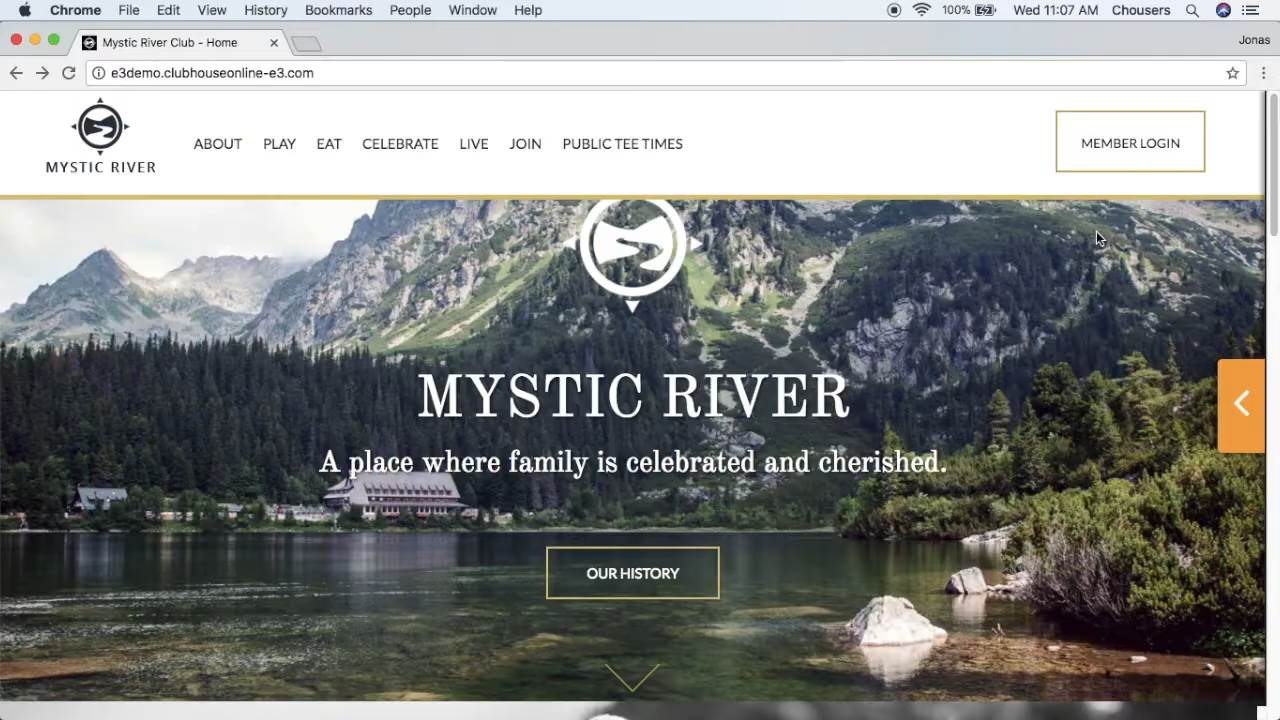 Chrome File Edit View History Bookmarks People Window Help 100% Wed 11:07 AM Chousers
Mystic River Club - Home Jonas
e3demo.clubhouseonline-e3.com
MYSTIC RIVER
ABOUT PLAY EAT CELEBRATE LIVE JOIN PUBLIC TEE TIMES MEMBER LOGIN
MYSTIC RIVER
A place where family is celebrated and cherished.
OUR HISTORY